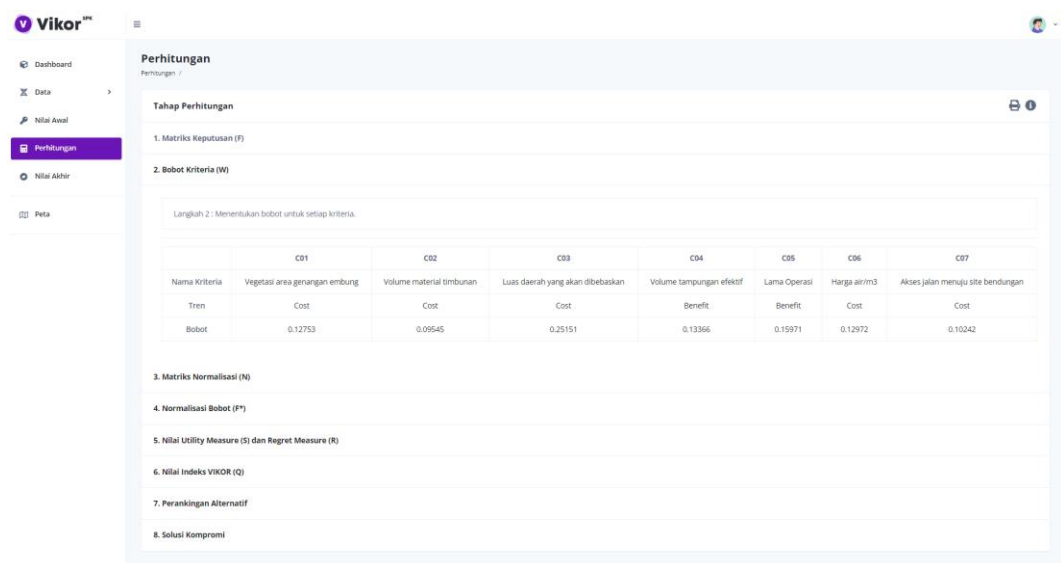 Vikor SPK
Dashboard
Data
Nilai Awal
Perhitungan
Nilai Akhir
Peta
Perhitungan
Perhitungan /
Tahap Perhitungan
1. Matriks Keputusan (F)
2. Bobot Kriteria (W)
Langkah 2 : Menentukan bobot untuk setiap kriteria.
C01 C02 C03 C04 C05 C06 C07
Nama Kriteria Vegetasi area genangan embung Volume material timbunan Luas daerah yang akan dibebaskan Volume tampungan efektif Lama Operasi Harga air/m3 Akses jalan menuju site bendungan
Tren Cost Cost Cost Benefit Benefit Cost Cost
Bobot 0.12753 0.09545 0.25151 0.13366 0.15971 0.12972 0.10242
3. Matriks Normalisasi (N)
4. Normalisasi Bobot (F*)
5. Nilai Utility Measure (S) dan Regret Measure (R)
6. Nilai Indeks VIKOR (Q)
7. Perankingan Alternatif
8. Solusi Kompromi